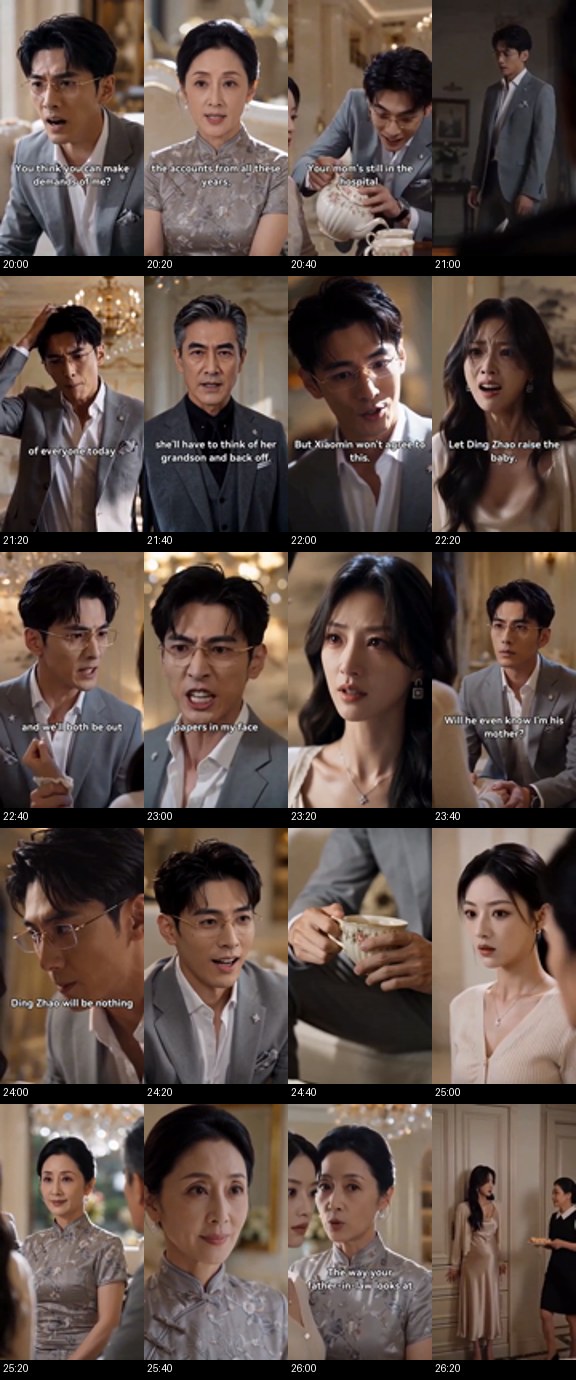 You think you can make
demands of me?
the accounts from all these
years.
Your mom's still in the
hospital.
20:00
20:20
20:40
21:00
of everyone today
she'll have to think of her
grandson and back off.
But Xiaomin won't agree to
this.
Let Ding Zhao raise the
baby.
21:20
21:40
22:00
22:20
and we'll both be out
papers in my face
Will he even know I'm his
mother?
22:40
23:00
23:20
23:40
Ding Zhao will be nothing
24:00
24:20
24:40
25:00
The way your
father-in-law looks at
25:20
25:40
26:00
26:20